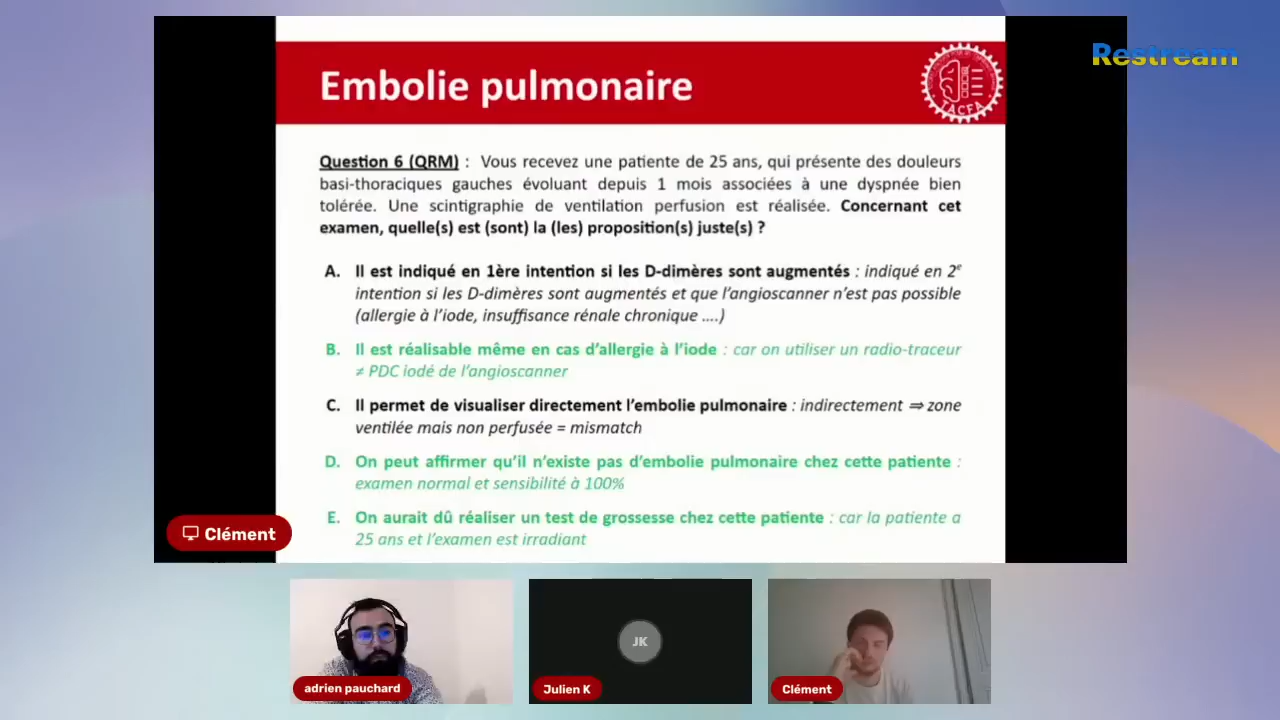 Restream
Embolie pulmonaire
TACFA
Question 6 (QRM) : Vous recevez une patiente de 25 ans, qui présente des douleurs
basi-thoraciques gauches évoluant depuis 1 mois associées à une dyspnée bien
tolérée. Une scintigraphie de ventilation perfusion est réalisée. Concernant cet
examen, quelle(s) est (sont) la (les) proposition(s) juste(s) ?
A. Il est indiqué en 1ère intention si les D-dimères sont augmentés : indiqué en 2e
intention si les D-dimères sont augmentés et que l'angioscanner n'est pas possible
(allergie à l'iode, insuffisance rénale chronique ....)
B. Il est réalisable même en cas d'allergie à l'iode : car on utiliser un radio-traceur
≠ PDC iodé de l'angioscanner
C. Il permet de visualiser directement l'embolie pulmonaire : indirectement ⇒ zone
ventilée mais non perfusée = mismatch
D. On peut affirmer qu'il n'existe pas d'embolie pulmonaire chez cette patiente :
examen normal et sensibilité à 100%
E. On aurait dû réaliser un test de grossesse chez cette patiente : car la patiente a
25 ans et l'examen est irradiant
Clément
JK
adrien pauchard
Julien K
Clément